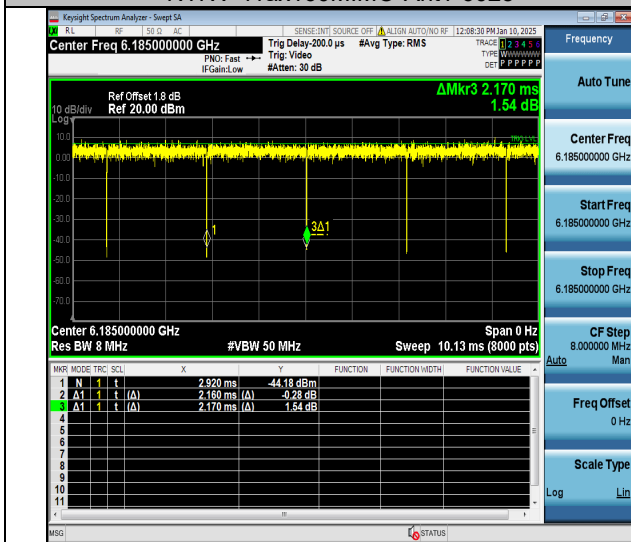 Keysight Spectrum Analyzer - Swept SA
RL RF 50 Ω AC SENSE:INT SOURCE OFF ALIGN AUTO/NO RF 12:08:30 PM Jan 10, 2025
Center Freq 6.185000000 GHz
PNO: Fast
IFGain:Low
Trig Delay-200.0 µs
Trig: Video
#Atten: 30 dB
#Avg Type: RMS
TRACE 1 2 3 4 5 6
TYPE WWWWWW
DET P P P P P P
Frequency
ΔMkr3 2.170 ms
1.54 dB
Ref Offset 1.8 dB
10 dB/div Ref 20.00 dBm
Log
10.0
0.00
-10.0
-20.0
-30.0
-40.0
-50.0
-60.0
-70.0
TRIG LVL
1
3Δ1
Center 6.185000000 GHz Span 0 Hz
Res BW 8 MHz #VBW 50 MHz Sweep 10.13 ms (8000 pts)
MKR MODE TRC SCL X Y FUNCTION FUNCTION WIDTH FUNCTION VALUE
1 N 1 t 2.920 ms -44.18 dBm
2 Δ1 1 t (Δ) 2.160 ms (Δ) -0.28 dB
3 Δ1 1 t (Δ) 2.170 ms (Δ) 1.54 dB
4
5
6
7
8
9
10
11
MSG STATUS
Auto Tune
Center Freq
6.185000000 GHz
Start Freq
6.185000000 GHz
Stop Freq
6.185000000 GHz
CF Step
8.000000 MHz
Auto Man
Freq Offset
0 Hz
Scale Type
Log Lin